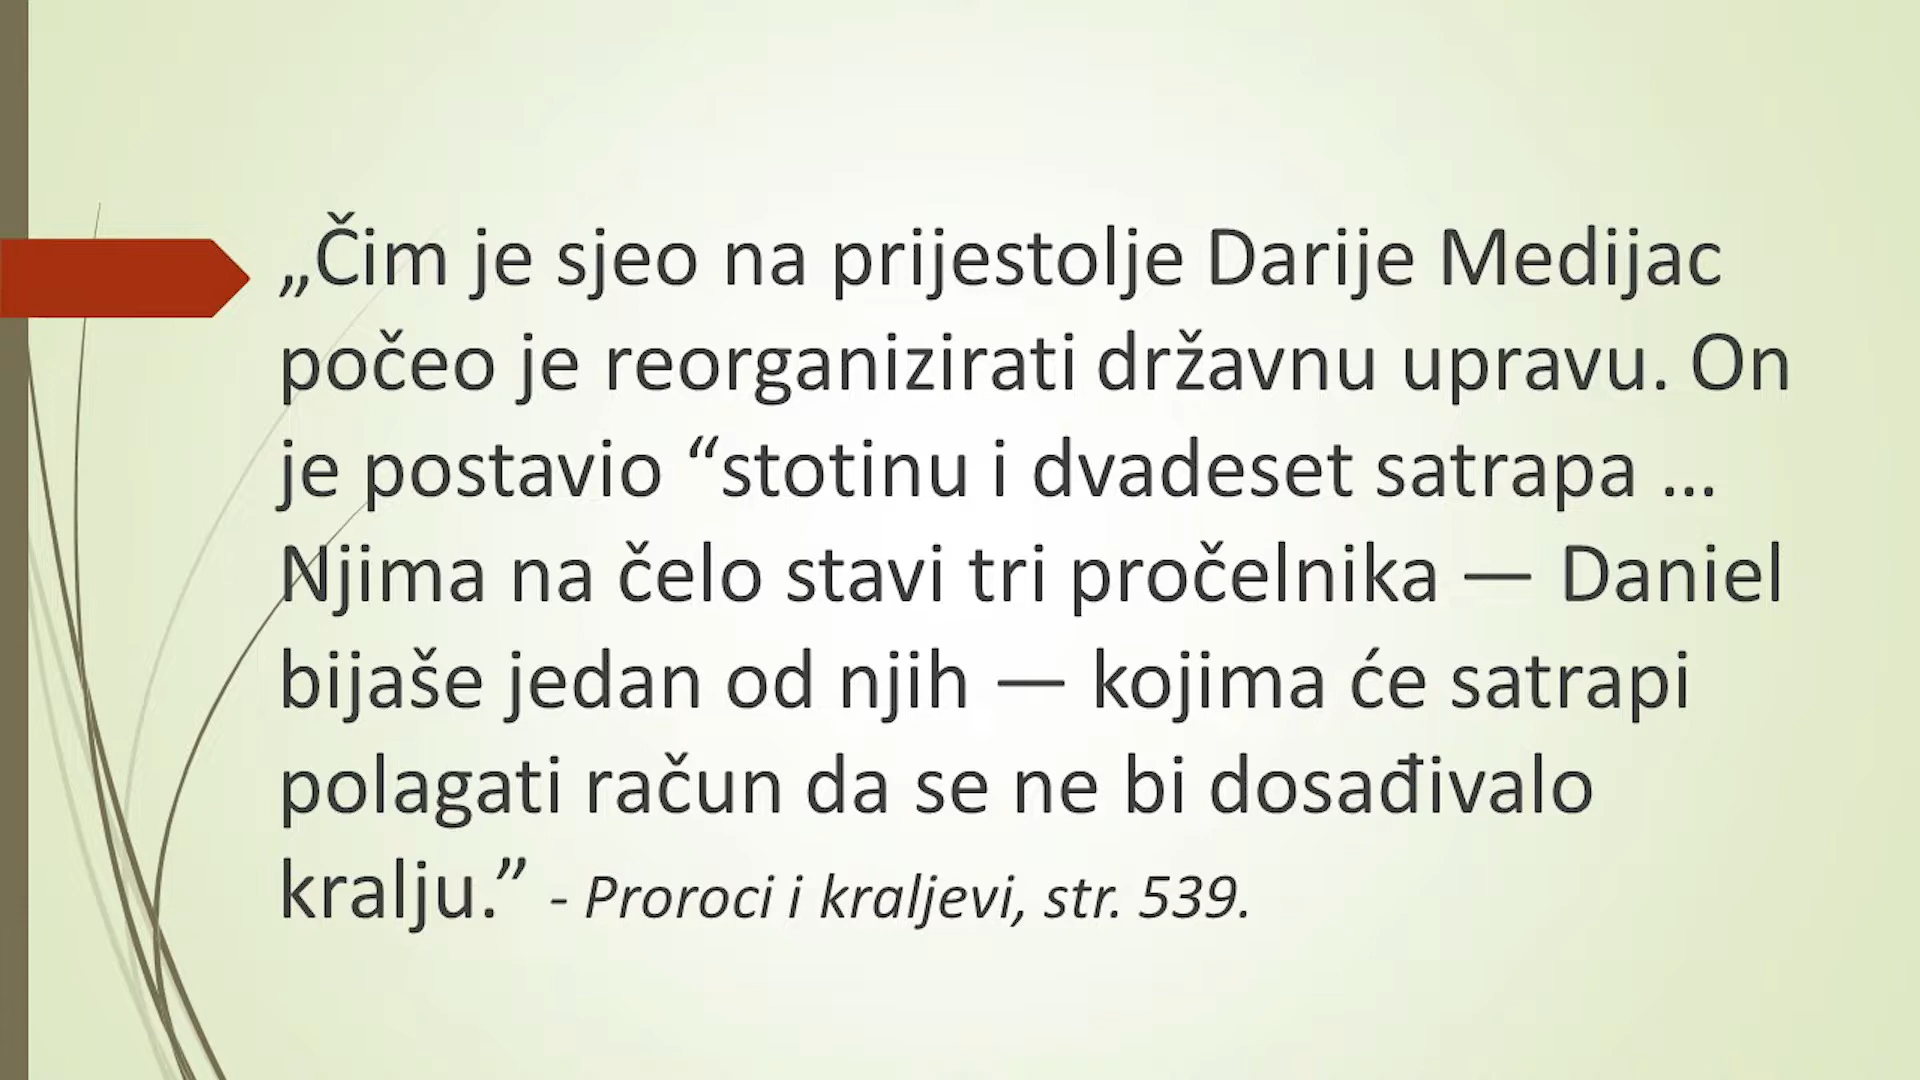 „Čim je sjeo na prijestolje Darije Medijac
počeo je reorganizirati državnu upravu. On
je postavio “stotinu i dvadeset satrapa …
Njima na čelo stavi tri pročelnika — Daniel
bijaše jedan od njih — kojima će satrapi
polagati račun da se ne bi dosađivalo
kralju.” - Proroci i kraljevi, str. 539.